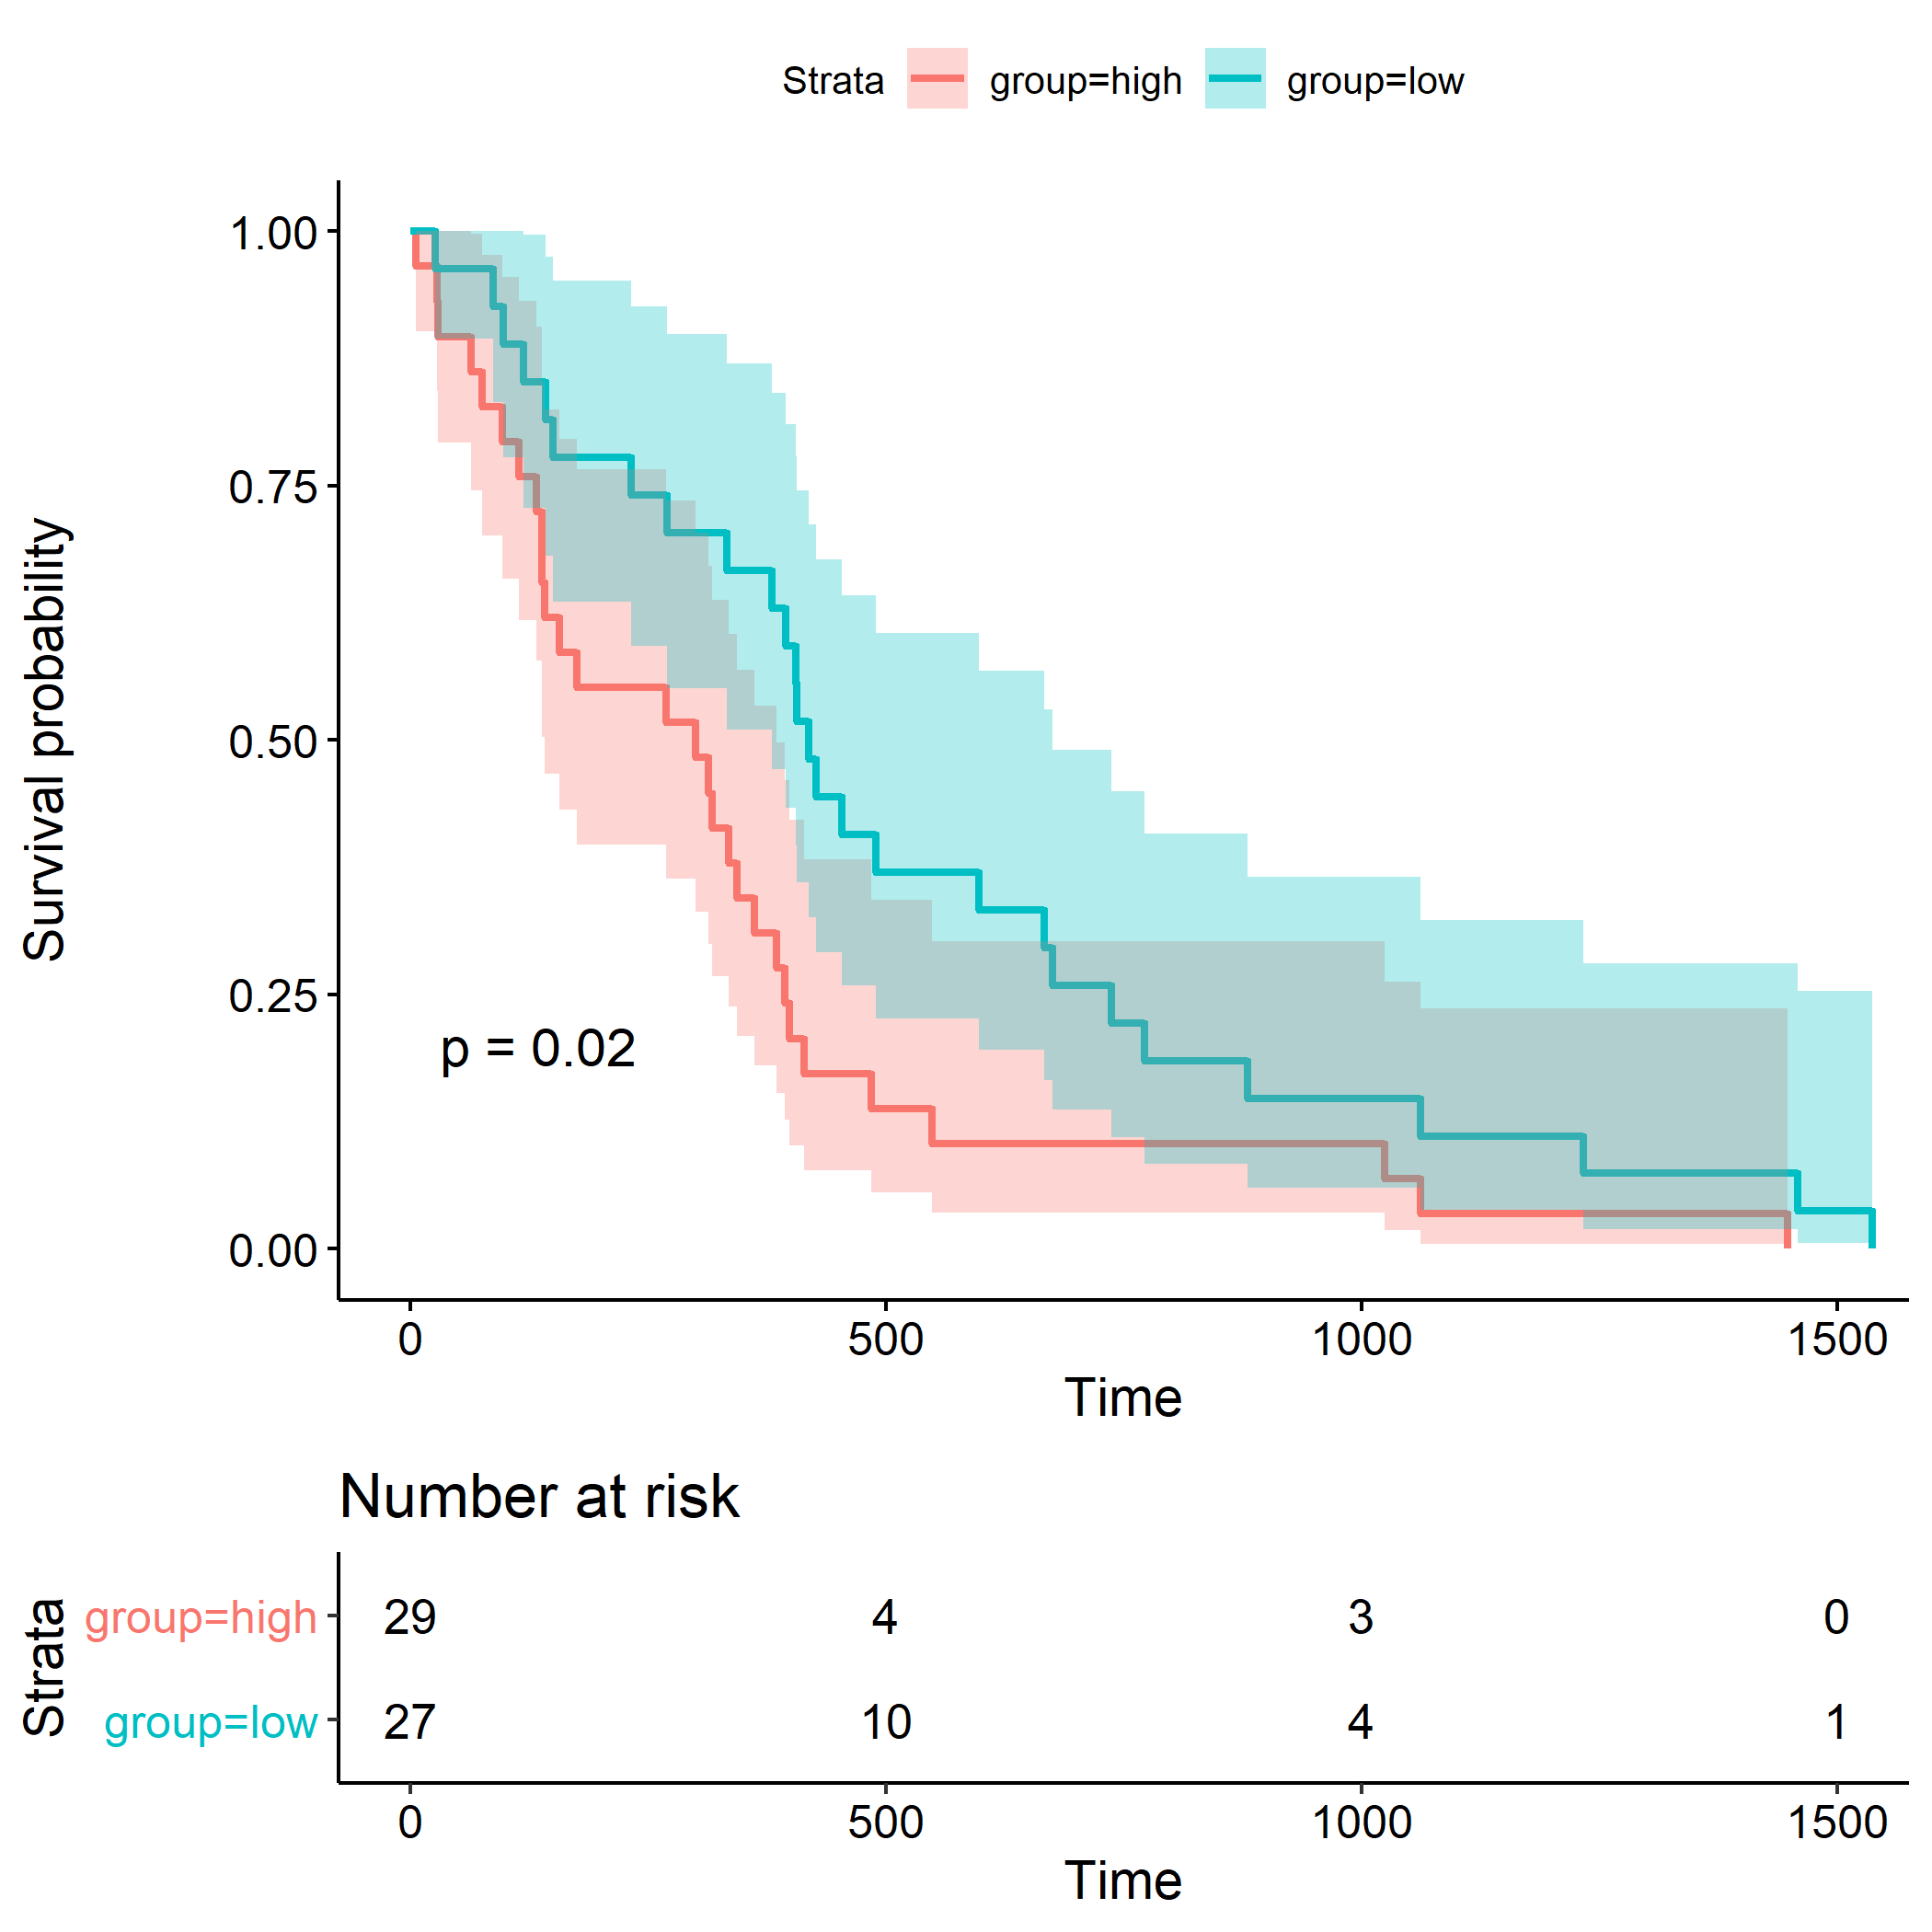 Strata group=high group=low
Survival probability
1.00
0.75
0.50
0.25
0.00
p = 0.02
0 500 1000 1500
Time
Number at risk
Strata
group=high 29 4 3 0
group=low 27 10 4 1
0 500 1000 1500
Time